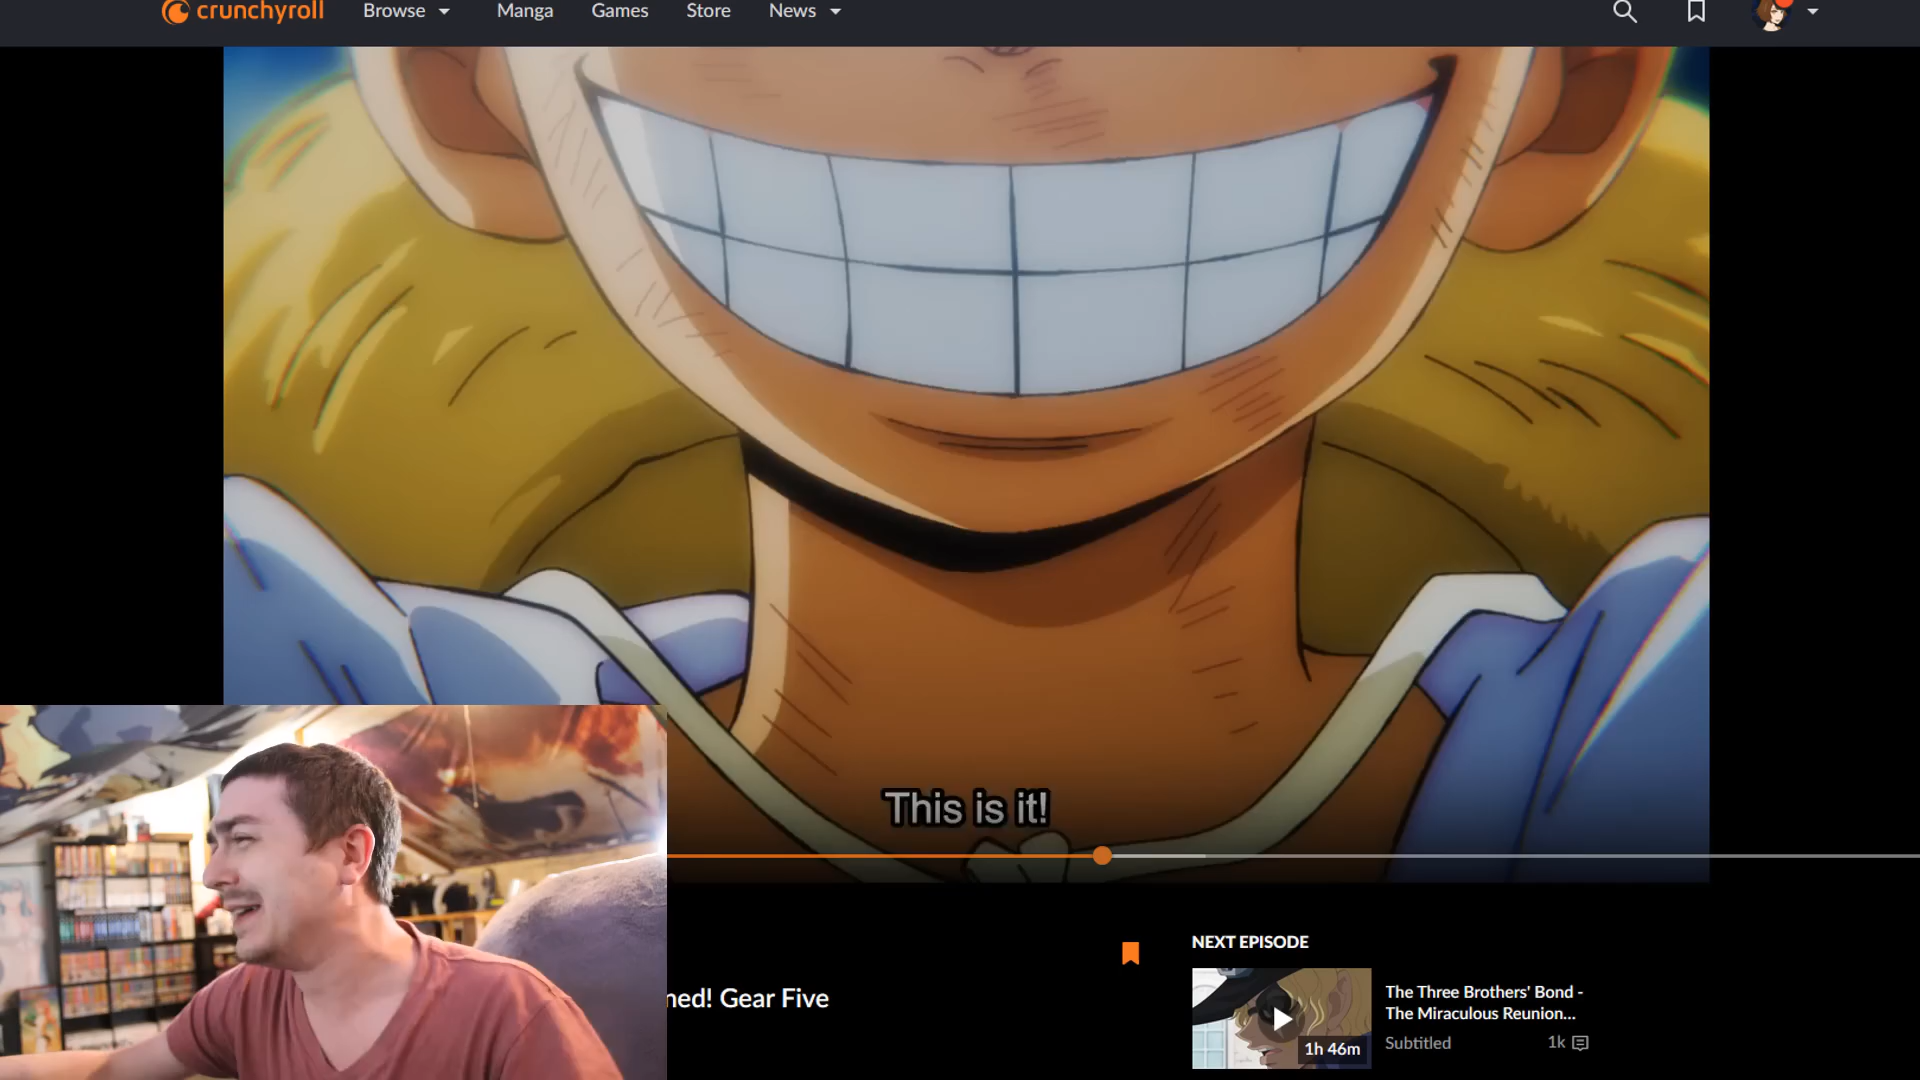 crunchyroll
Browse
Manga
Games
Store
News
This is it!
ned! Gear Five
NEXT EPISODE
1h 46m
The Three Brothers' Bond -
The Miraculous Reunion...
Subtitled
1k